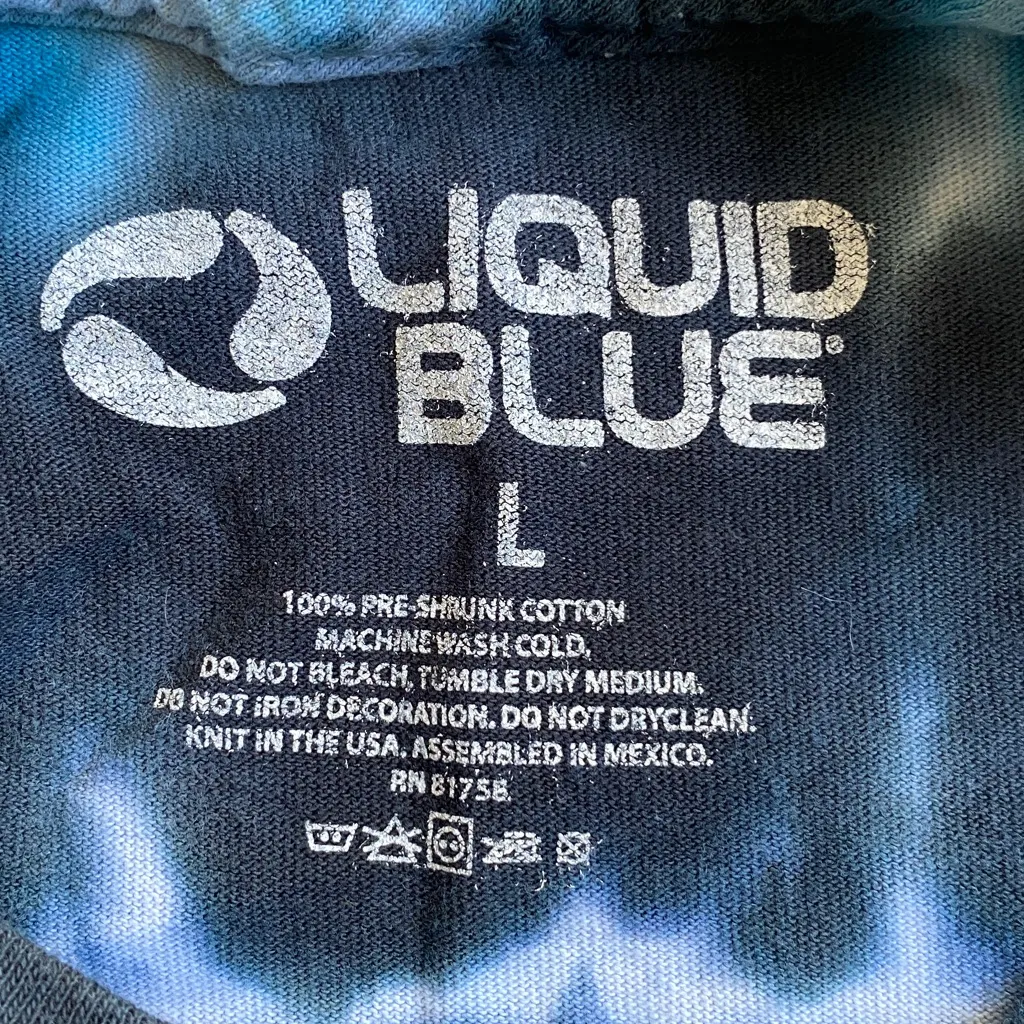 LIQUID
BLUE®
L
100% PRE-SHRUNK COTTON
MACHINE WASH COLD.
DO NOT BLEACH. TUMBLE DRY MEDIUM.
DO NOT IRON DECORATION. DO NOT DRYCLEAN.
KNIT IN THE USA. ASSEMBLED IN MEXICO.
RN 81758